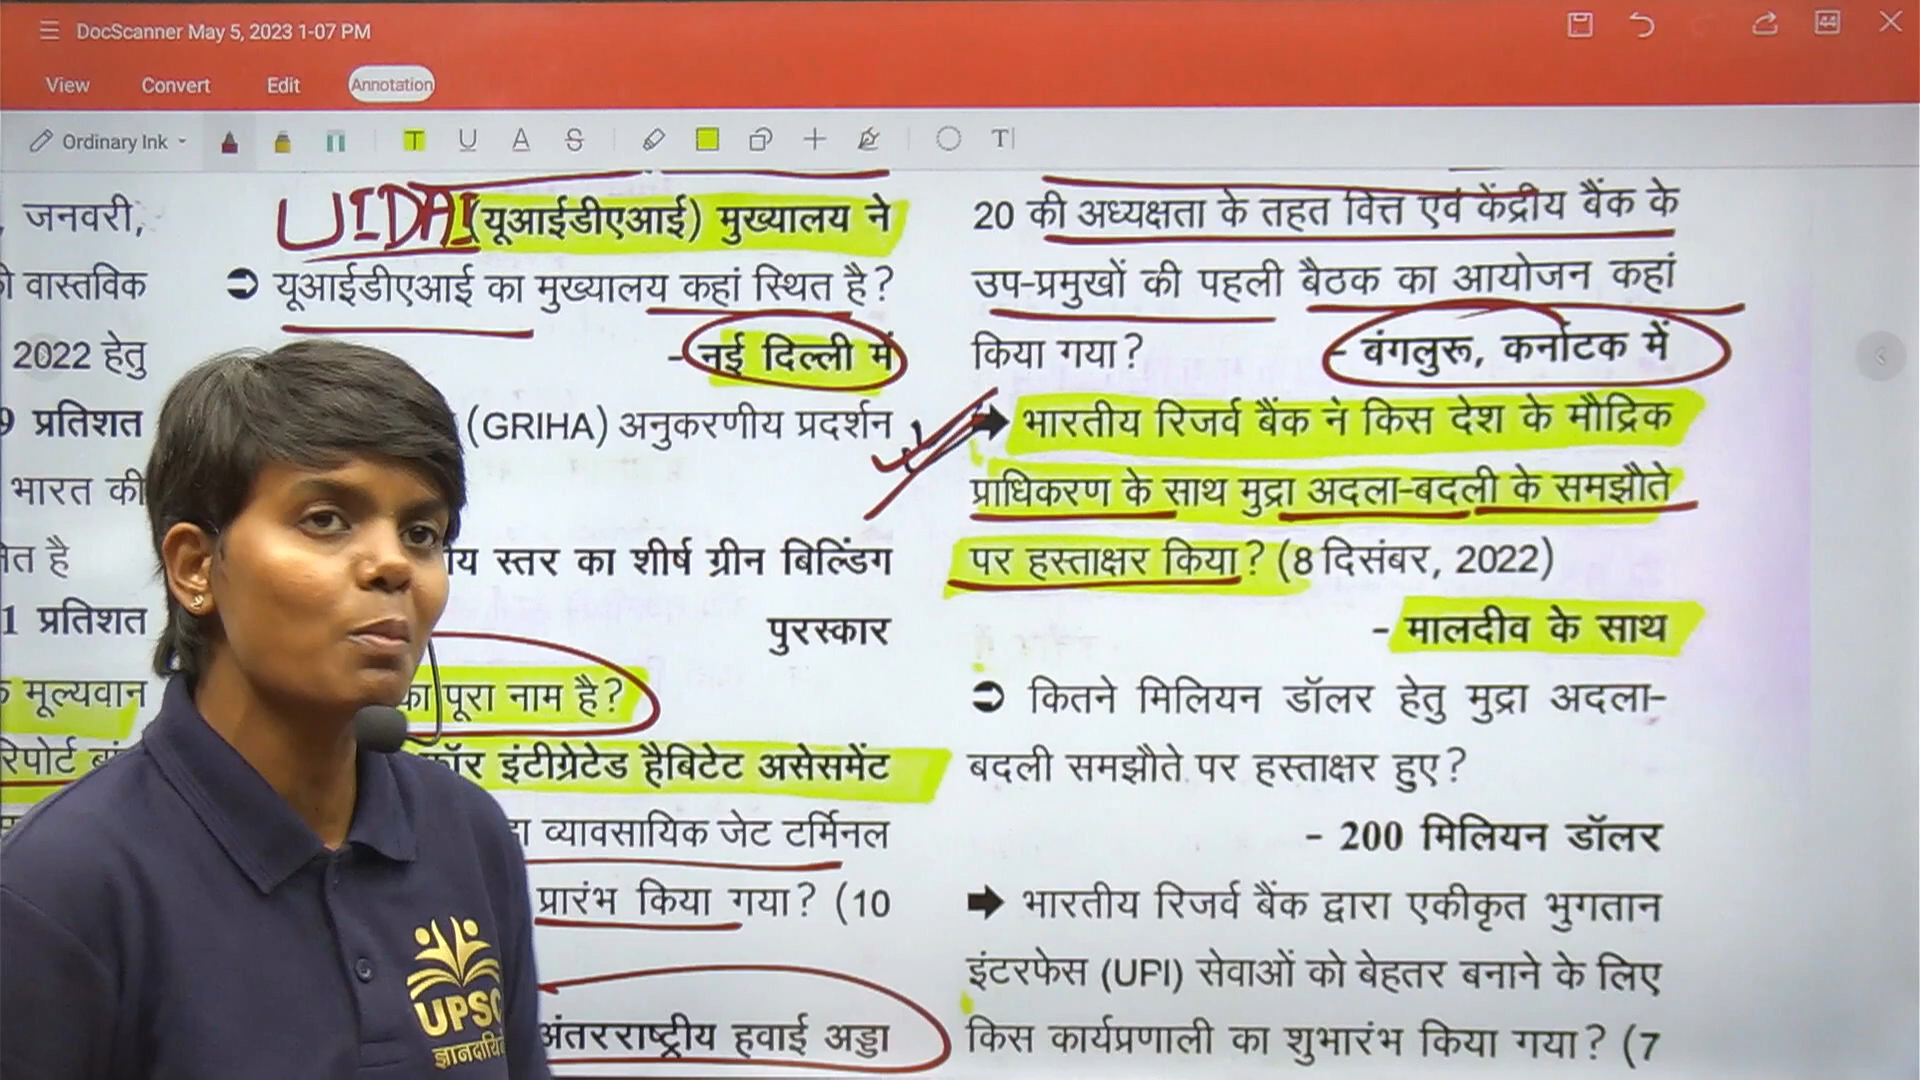 DocScanner May 5, 2023 1-07 PM
44
View Convert Edit Annotation
Ordinary Ink T U A S T
जनवरी,
वास्तविक
2022 हेतु
9 प्रतिशत
भारत की
है
1 प्रतिशत
मूल्यवान
रिपोर्ट
UIDAI (यूआईडीएआई) मुख्यालय ने
यूआईडीएआई का मुख्यालय कहां स्थित है?
- नई दिल्ली में
(GRIHA) अनुकरणीय प्रदर्शन
स्तर का शीर्ष ग्रीन बिल्डिंग
पुरस्कार
का पूरा नाम है?
फॉर इंटीग्रेटेड हैबिटेट असेसमेंट
व्यावसायिक जेट टर्मिनल
प्रारंभ किया गया? (10
अंतरराष्ट्रीय हवाई अड्डा
20 की अध्यक्षता के तहत वित्त एवं केंद्रीय बैंक के
उप-प्रमुखों की पहली बैठक का आयोजन कहां
किया गया? - बंगलुरू, कर्नाटक में
भारतीय रिजर्व बैंक ने किस देश के मौद्रिक
प्राधिकरण के साथ मुद्रा अदला-बदली के समझौते
पर हस्ताक्षर किया? (8 दिसंबर, 2022)
- मालदीव के साथ
कितने मिलियन डॉलर हेतु मुद्रा अदला-
बदली समझौते पर हस्ताक्षर हुए?
- 200 मिलियन डॉलर
भारतीय रिजर्व बैंक द्वारा एकीकृत भुगतान
इंटरफेस (UPI) सेवाओं को बेहतर बनाने के लिए
किस कार्यप्रणाली का शुभारंभ किया गया? (7
UPSC